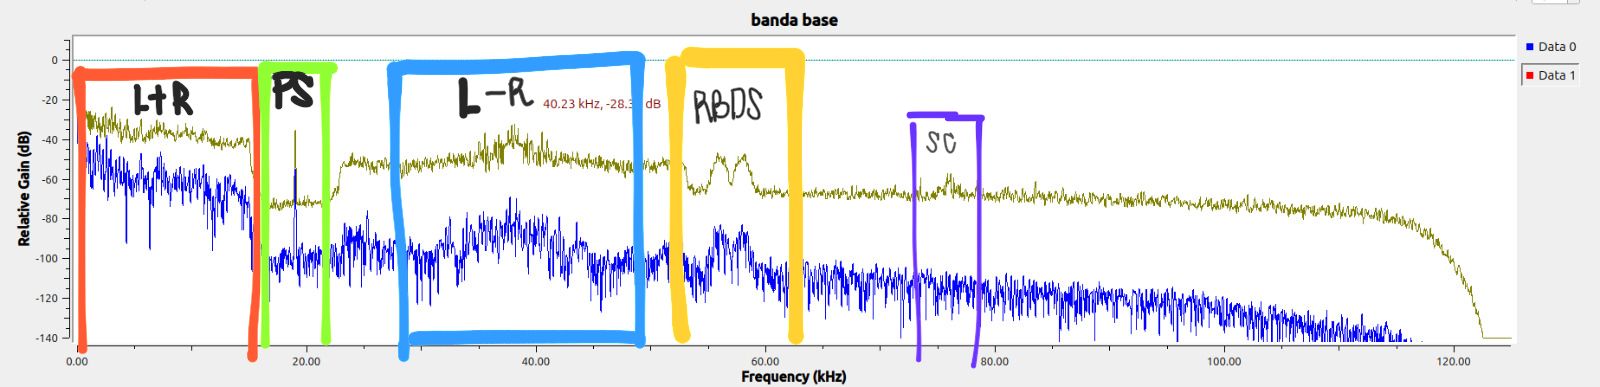 banda base
Data 0
Data 1
L+R
PS
L-R
40.23 kHz, -28.3 dB
RBDS
SC
Relative Gain (dB)
0
-20
-40
-60
-80
-100
-120
-140
0.00
20.00
40.00
60.00
80.00
100.00
120.00
Frequency (kHz)